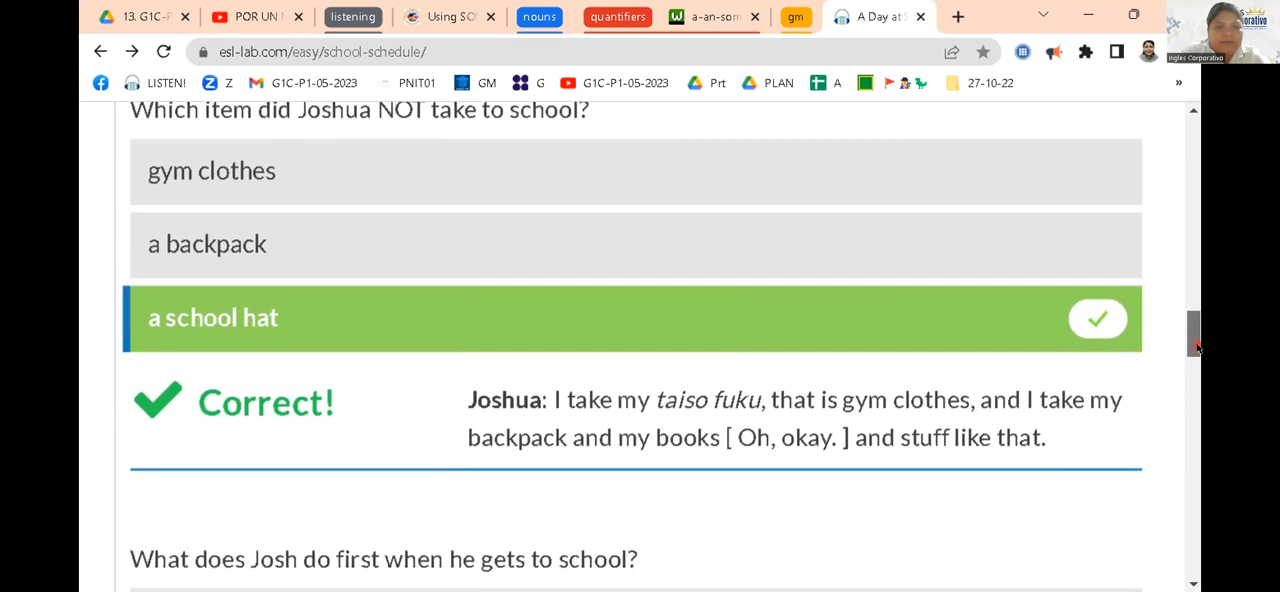 13. G1C-P
POR UN
listening
Using SO
nouns
quantifiers
a-an-som
gm
A Day at S
esl-lab.com/easy/school-schedule/
Ingles Corporativo
LISTEN!
Z
G1C-P1-05-2023
PNIT01
GM
G
G1C-P1-05-2023
Prt
PLAN
A
27-10-22
»
Which item did Joshua NOT take to school?
gym clothes
a backpack
a school hat
Correct!
Joshua: I take my taiso fuku, that is gym clothes, and I take my
backpack and my books [ Oh, okay. ] and stuff like that.
What does Josh do first when he gets to school?